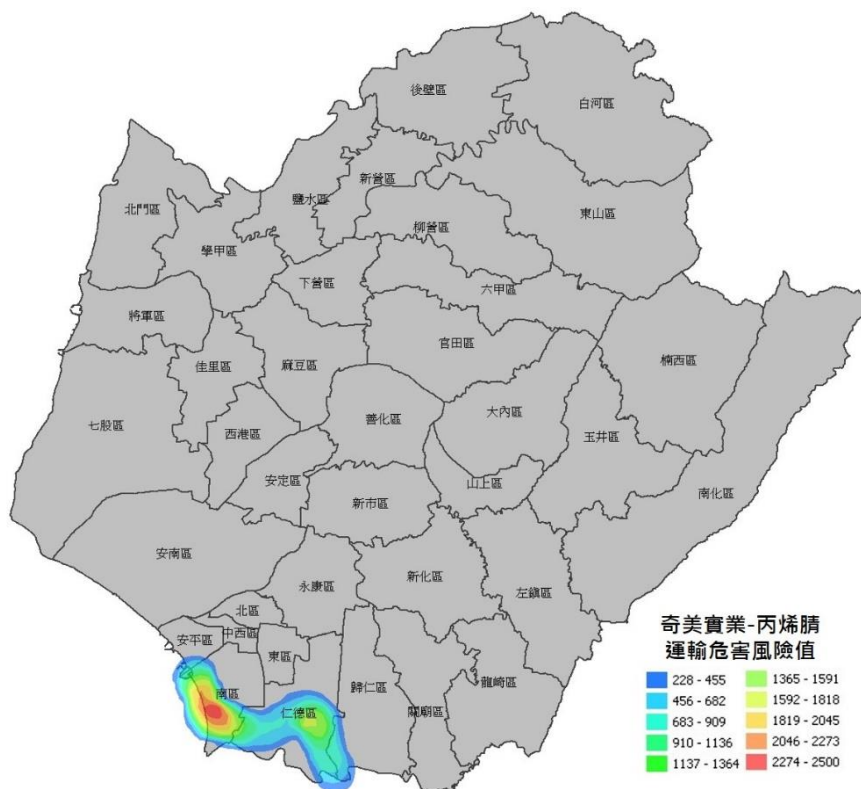 後壁區
白河區
新營區
鹽水區
北門區
東山區
柳營區
學甲區
下營區
六甲區
將軍區
官田區
楠西區
佳里區
麻豆區
大內區
七股區
善化區
玉井區
西港區
安定區
山上區
南化區
新市區
安南區
永康區
新化區
左鎮區
北區
安平區
中西區
東區
龍崎區
南區
仁德區
歸仁區
關廟區
奇美實業-丙烯腈
運輸危害風險值
228 - 455
456 - 682
683 - 909
910 - 1136
1137 - 1364
1365 - 1591
1592 - 1818
1819 - 2045
2046 - 2273
2274 - 2500